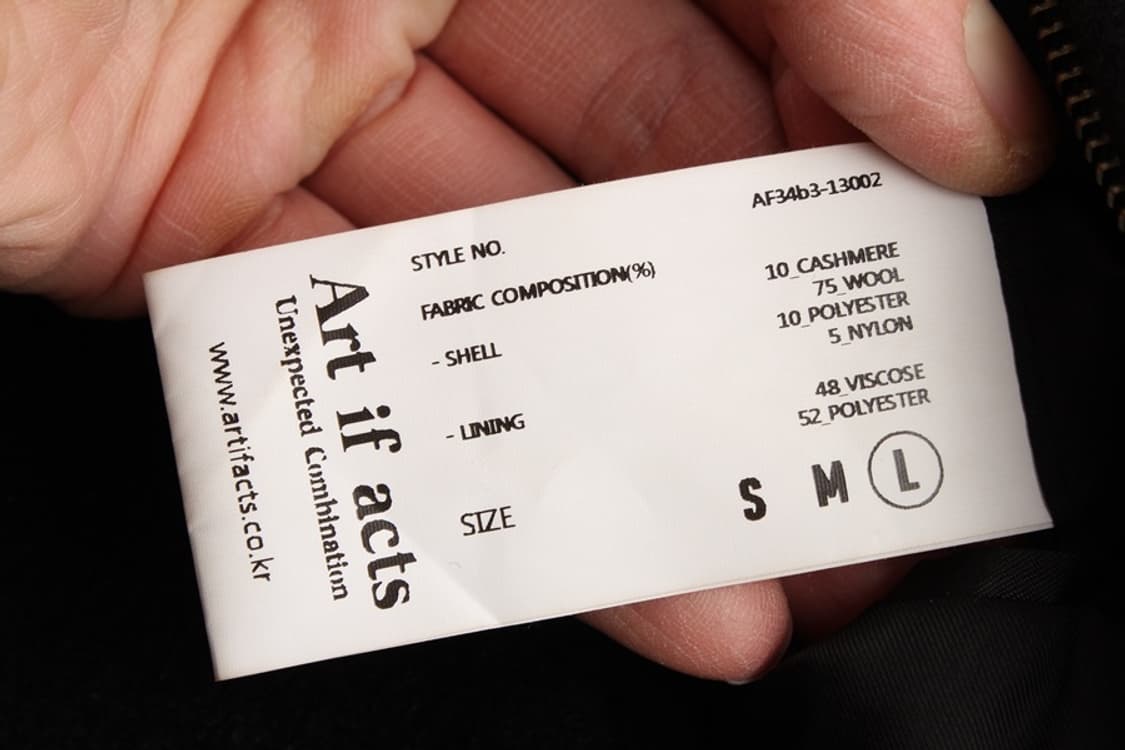 Art if acts
Unexpected Combination
www.artifacts.co.kr
STYLE NO. AF34b3-13002
FABRIC COMPOSITION(%)
- SHELL 10_CASHMERE
75_WOOL
10_POLYESTER
5_NYLON
- LINING 48_VISCOSE
52_POLYESTER
SIZE S M L